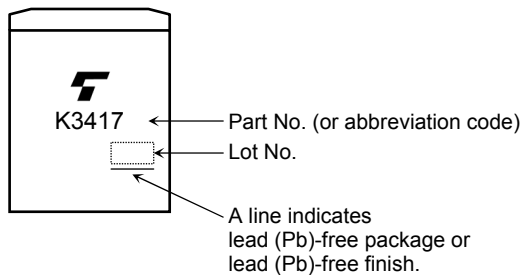 K3417
Part No. (or abbreviation code)
Lot No.
A line indicates
lead (Pb)-free package or
lead (Pb)-free finish.